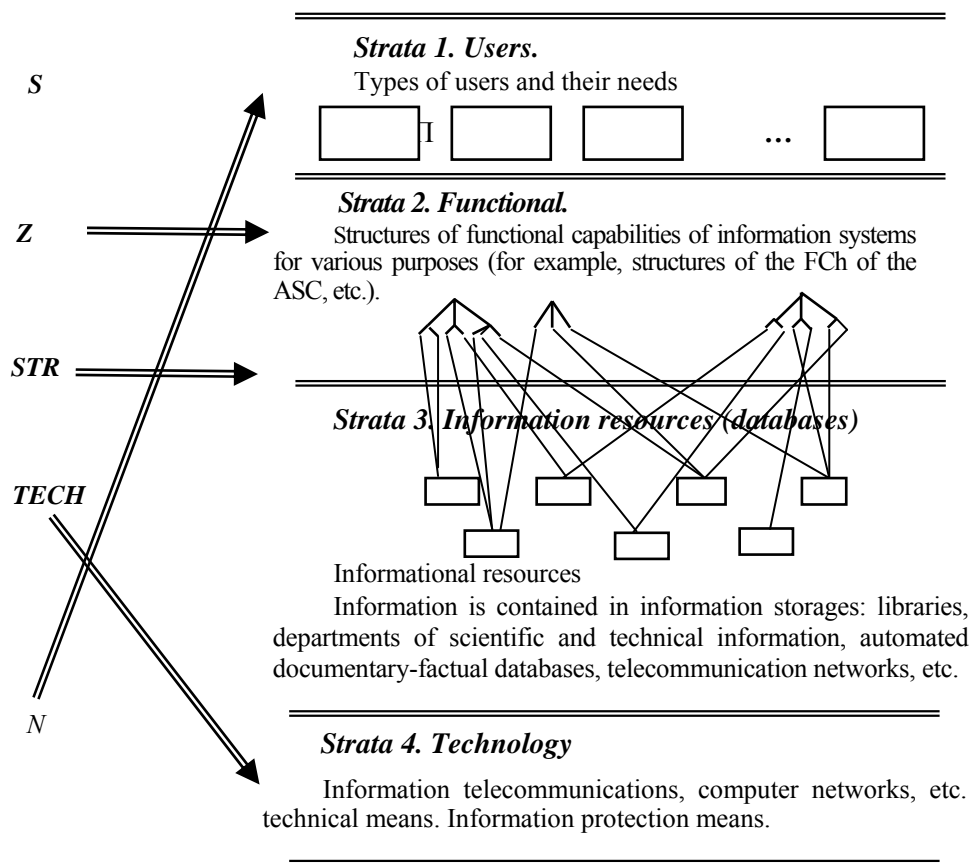 Strata 1. Users.
Types of users and their needs
S
П
...
Strata 2. Functional.
Z
Structures of functional capabilities of information systems
for various purposes (for example, structures of the FCh of the
ASC, etc.).
STR
Strata 3. Information resources (databases)
TECH
Informational resources
Information is contained in information storages: libraries,
departments of scientific and technical information, automated
documentary-factual databases, telecommunication networks, etc.
N
Strata 4. Technology
Information telecommunications, computer networks, etc.
technical means. Information protection means.